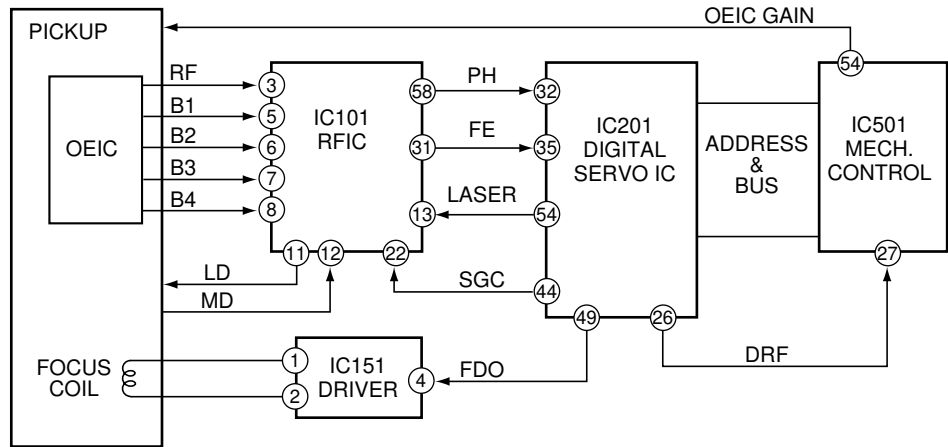 OEIC GAIN
PICKUP
OEIC
RF
B1
B2
B3
B4
3
5
6
7
8
IC101
RFIC
58
31
13
11
12
22
PH
FE
LASER
SGC
32
35
54
44
49
26
IC201
DIGITAL
SERVO IC
ADDRESS
&
BUS
54
IC501
MECH.
CONTROL
27
LD
MD
FOCUS
COIL
1
2
IC151
DRIVER
4
FDO
DRF